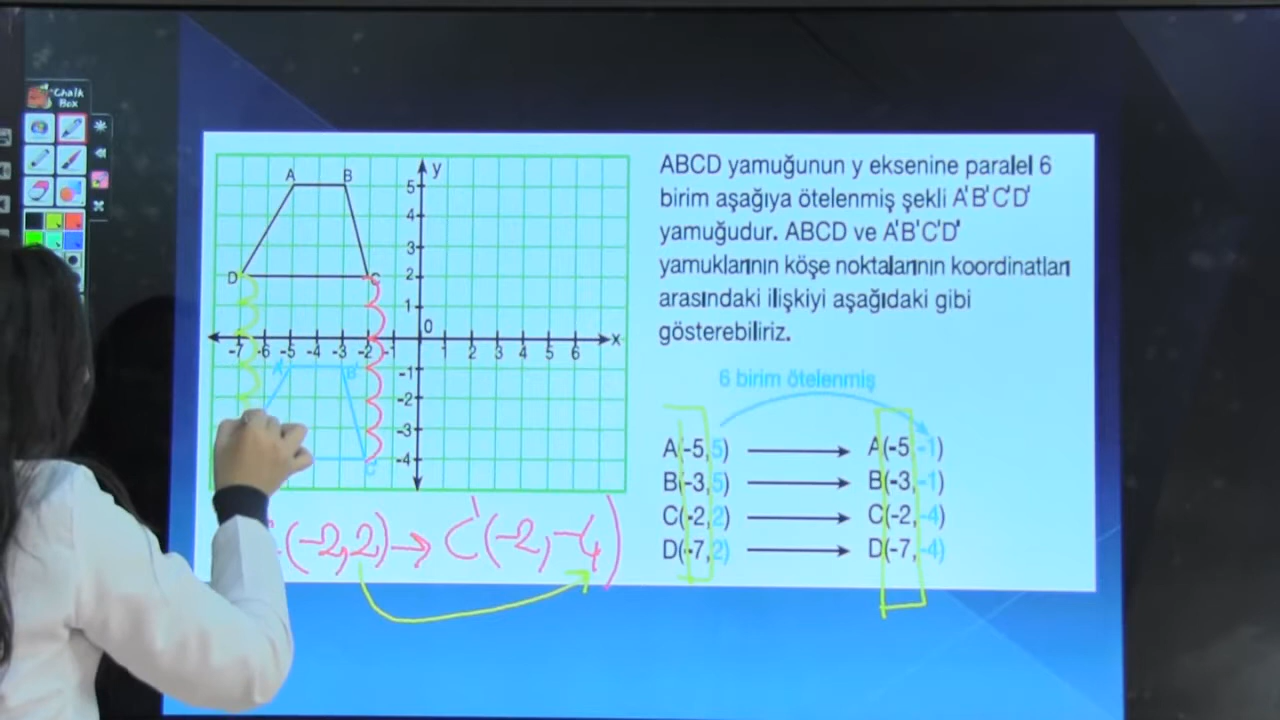 Chalk
Box
ABCD yamuğunun y eksenine paralel 6
birim aşağıya ötelenmiş şekli A'B'C'D'
yamuğudur. ABCD ve A'B'C'D'
yamuklarının köşe noktalarının koordinatları
arasındaki ilişkiyi aşağıdaki gibi
gösterebiliriz.
6 birim ötelenmiş
A(-5,5) → A(-5,-1)
B(-3,5) → B(-3,-1)
C(-2,2) → C(-2,-4)
D(-7,2) → D(-7,-4)
y
A B
5
4
3
D 2 C
1
0
-7 -6 -5 -4 -3 -2 -1 1 2 3 4 5 6 x
A' B' -1
-2
-3
-4
C'
(-2,2) → C'(-2,-4)